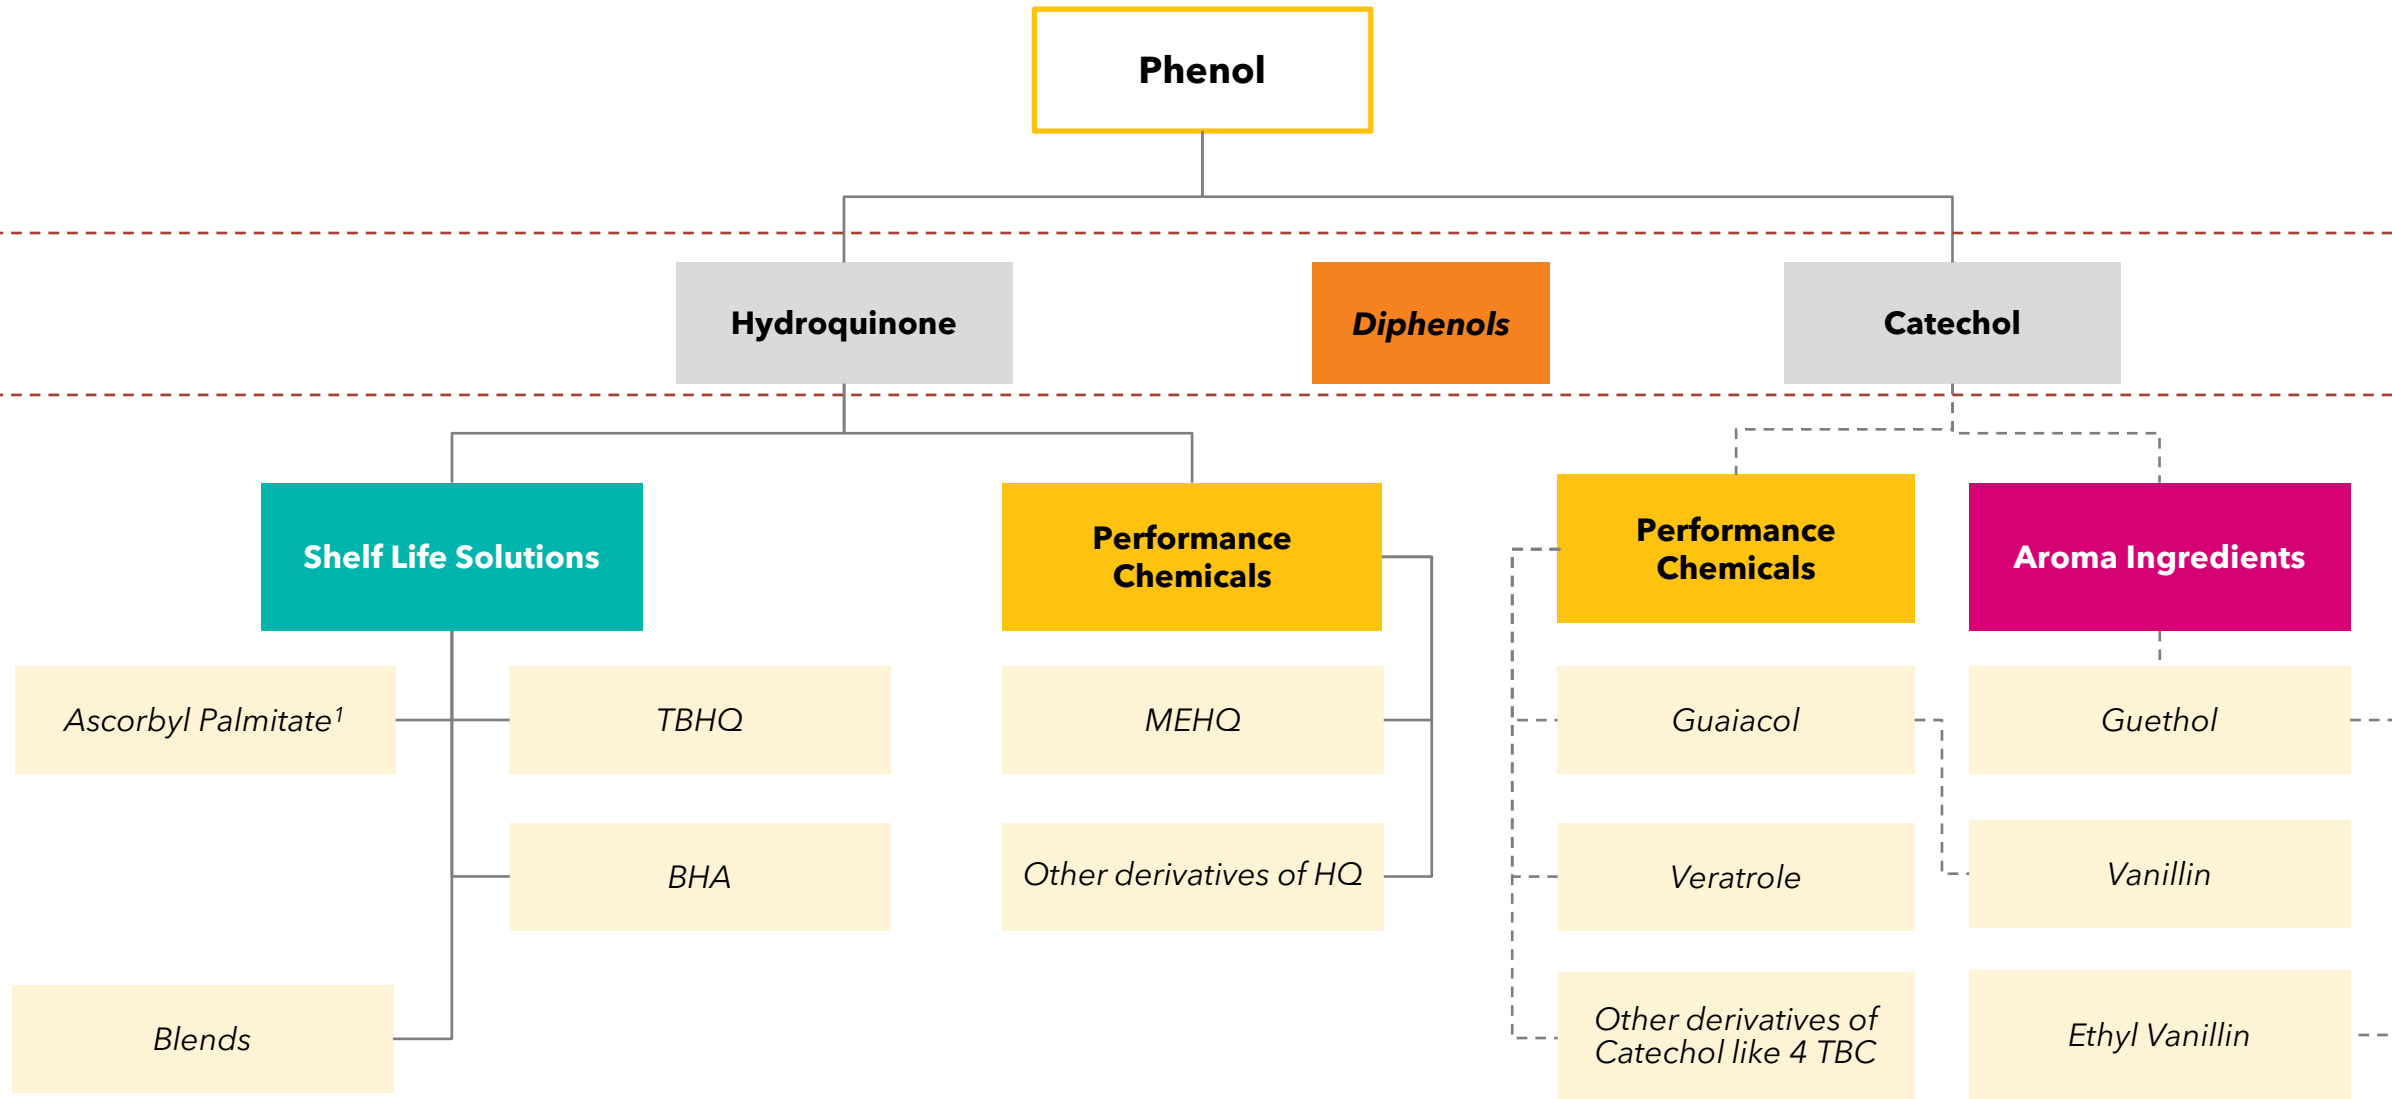 Phenol
Hydroquinone
Diphenols
Catechol
Shelf Life Solutions
Performance
Chemicals
Performance
Chemicals
Aroma Ingredients
Ascorbyl Palmitate¹
TBHQ
MEHQ
Guaiacol
Guethol
BHA
Other derivatives of HQ
Veratrole
Vanillin
Blends
Other derivatives of
Catechol like 4 TBC
Ethyl Vanillin